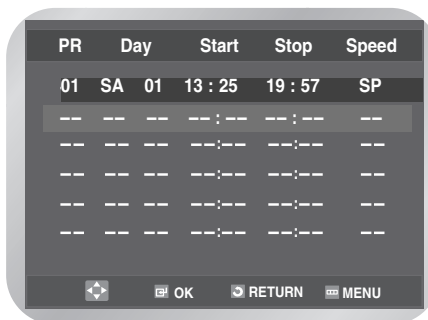 PR Day Start Stop Speed
01 SA 01 13 : 25 19 : 57 SP
–– –– –– –– : –– –– : –– ––
–– –– –– ––:–– ––:–– ––
–– –– –– ––:–– ––:–– ––
–– –– –– ––:–– ––:–– ––
–– –– –– ––:–– ––:–– ––
OK RETURN MENU